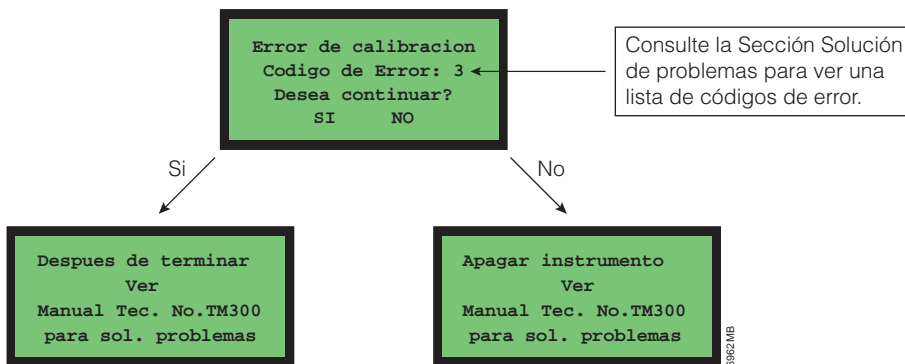 Error de calibracion
Codigo de Error: 3
Desea continuar?
SI NO
Consulte la Sección Solución
de problemas para ver una
lista de códigos de error.
Si
No
Despues de terminar
Ver
Manual Tec. No.TM300
para sol. problemas
Apagar instrumento
Ver
Manual Tec. No.TM300
para sol. problemas